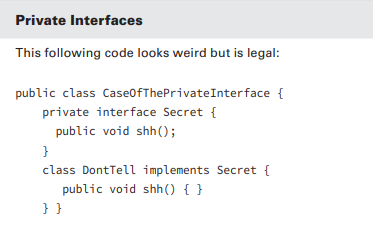 Private Interfaces
This following code looks weird but is legal:
public class CaseOfThePrivateInterface {
    private interface Secret {
      public void shh();
    }
    class DontTell implements Secret {
       public void shh() { }
    } }